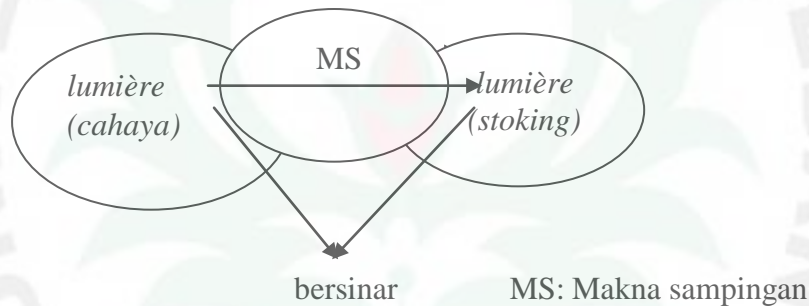 MS
lumière
(cahaya)
lumière
(stoking)
bersinar
MS: Makna sampingan